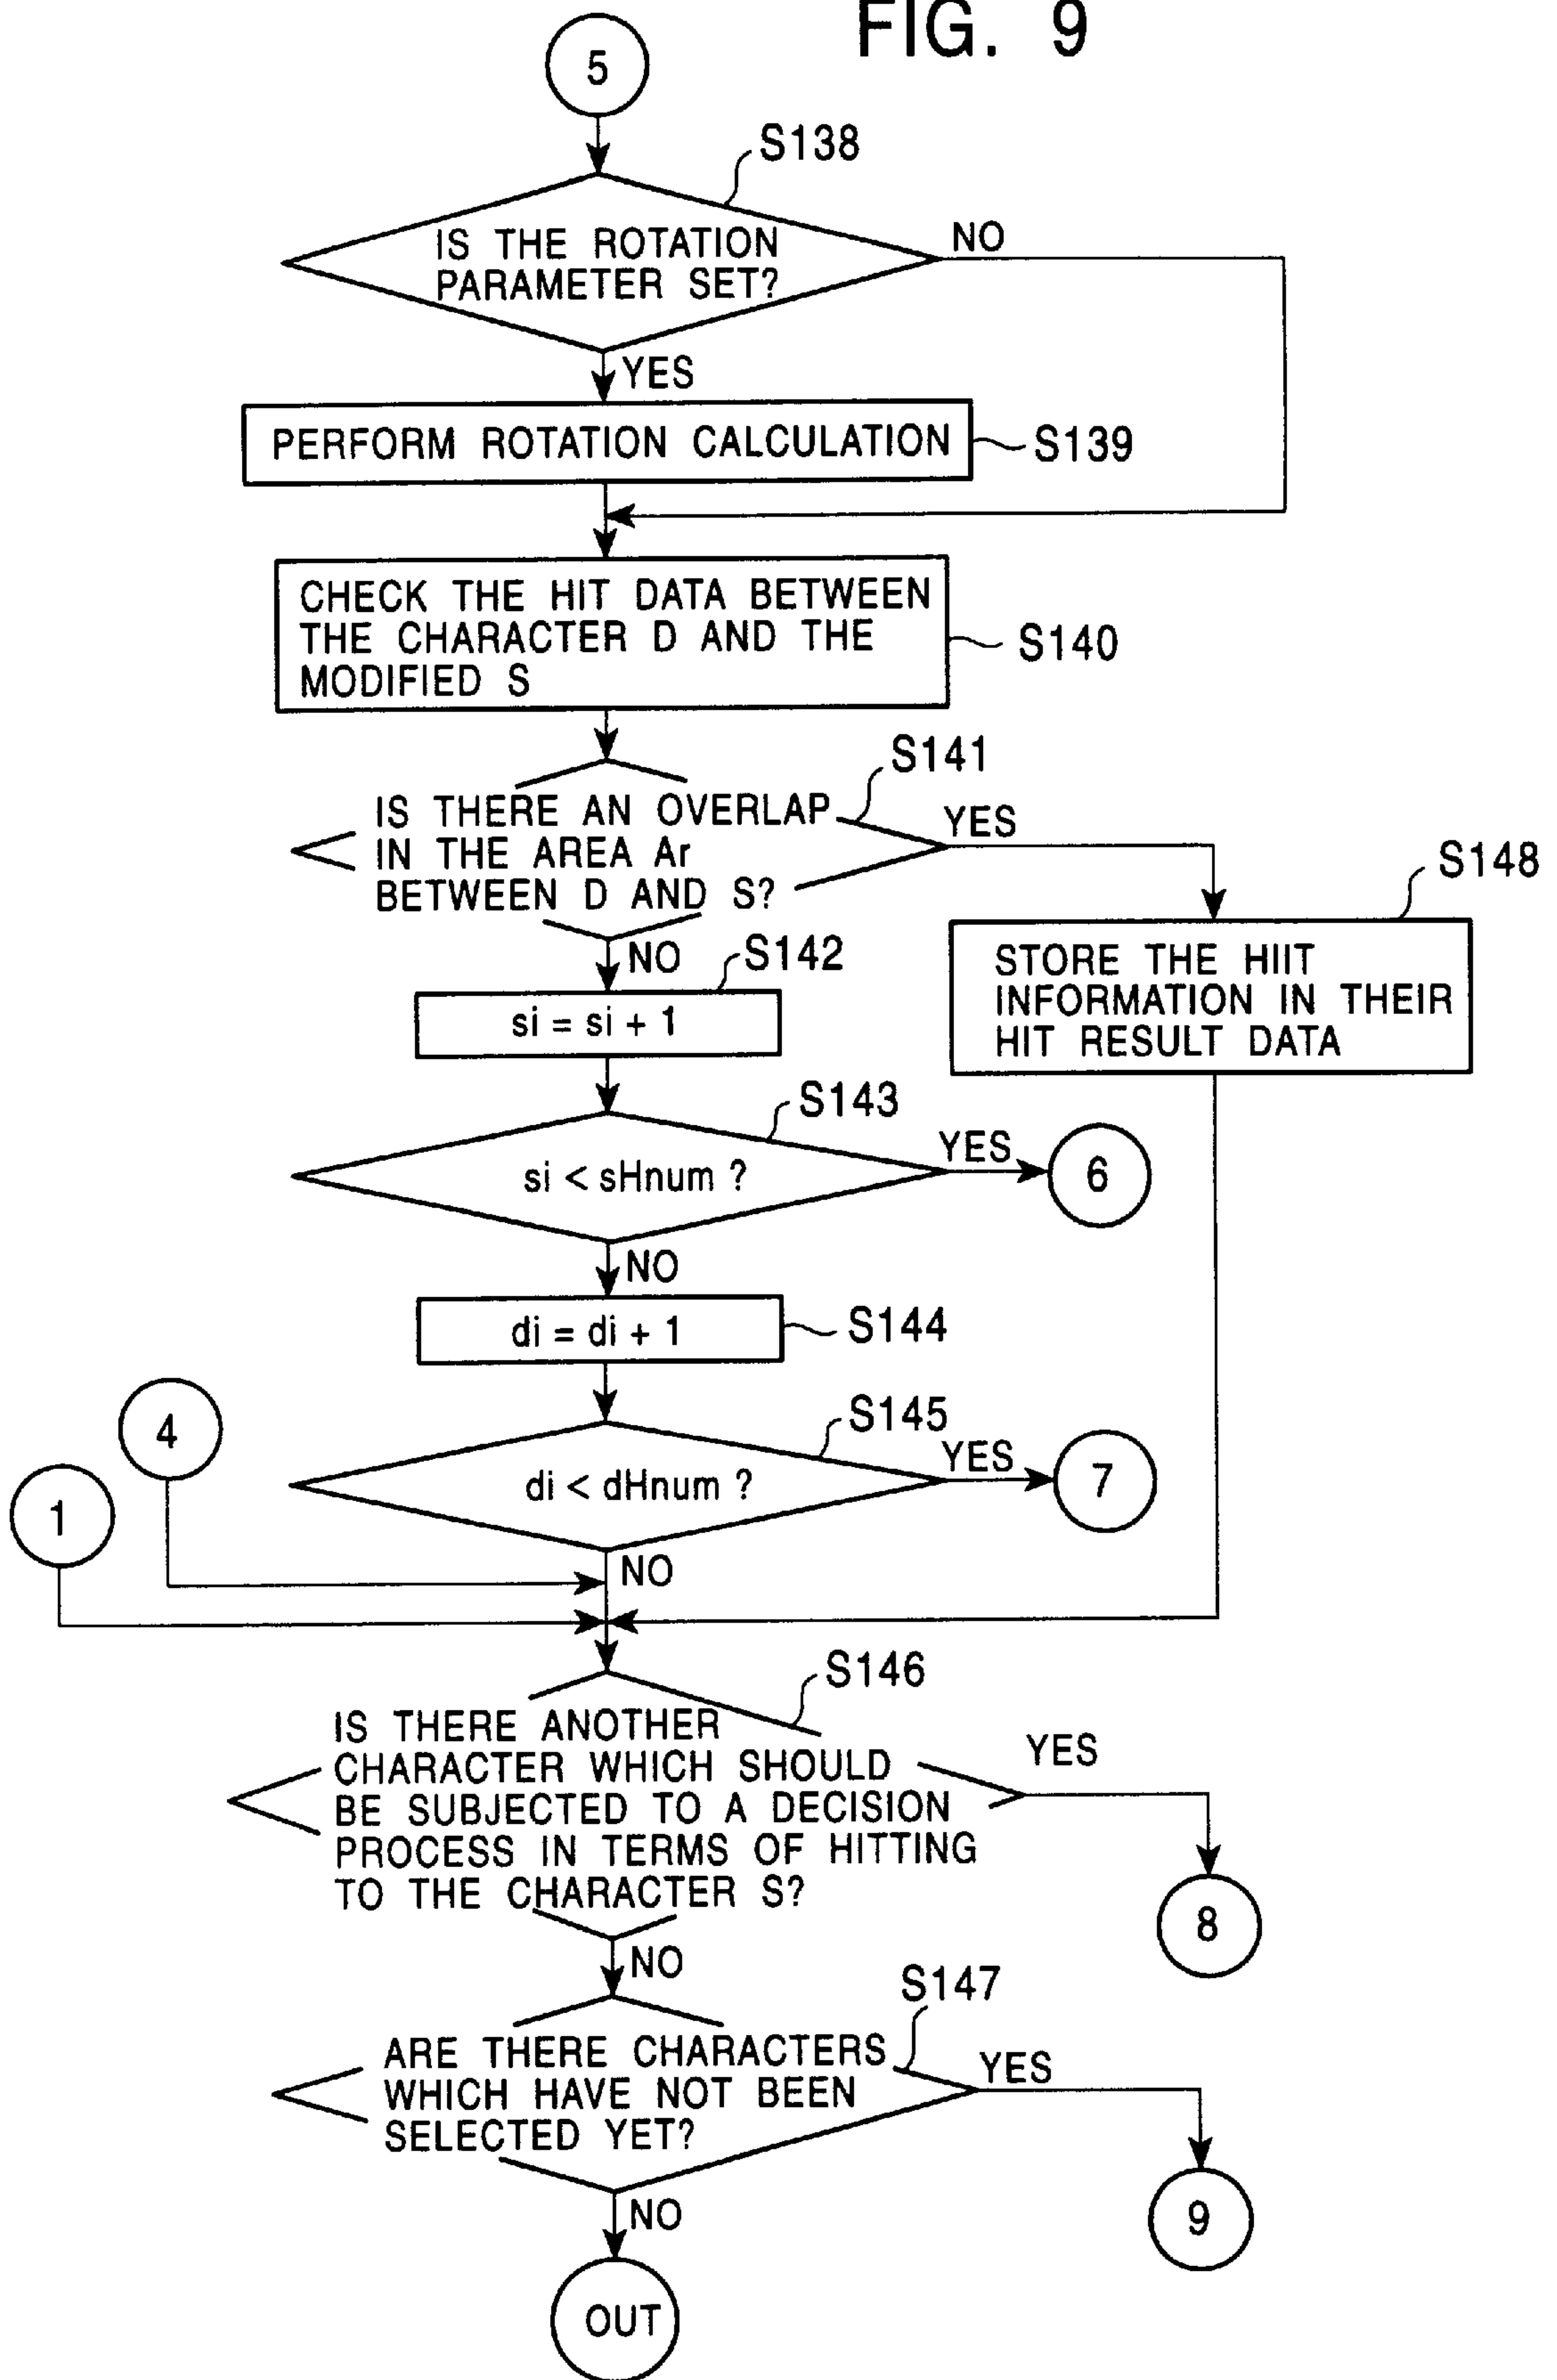 FIG. 9
5
S138
IS THE ROTATION
PARAMETER SET?
NO
YES
PERFORM ROTATION CALCULATION
S139
CHECK THE HIT DATA BETWEEN
THE CHARACTER D AND THE
MODIFIED S
S140
S141
IS THERE AN OVERLAP
IN THE AREA Ar
BETWEEN D AND S?
YES
S148
STORE THE HIIT
INFORMATION IN THEIR
HIT RESULT DATA
NO
S142
si = si + 1
S143
si < sHnum ?
YES
6
NO
di = di + 1
S144
4
S145
di < dHnum ?
YES
7
1
NO
S146
IS THERE ANOTHER
CHARACTER WHICH SHOULD
BE SUBJECTED TO A DECISION
PROCESS IN TERMS OF HITTING
TO THE CHARACTER S?
YES
8
NO
S147
ARE THERE CHARACTERS
WHICH HAVE NOT BEEN
SELECTED YET?
YES
9
NO
OUT